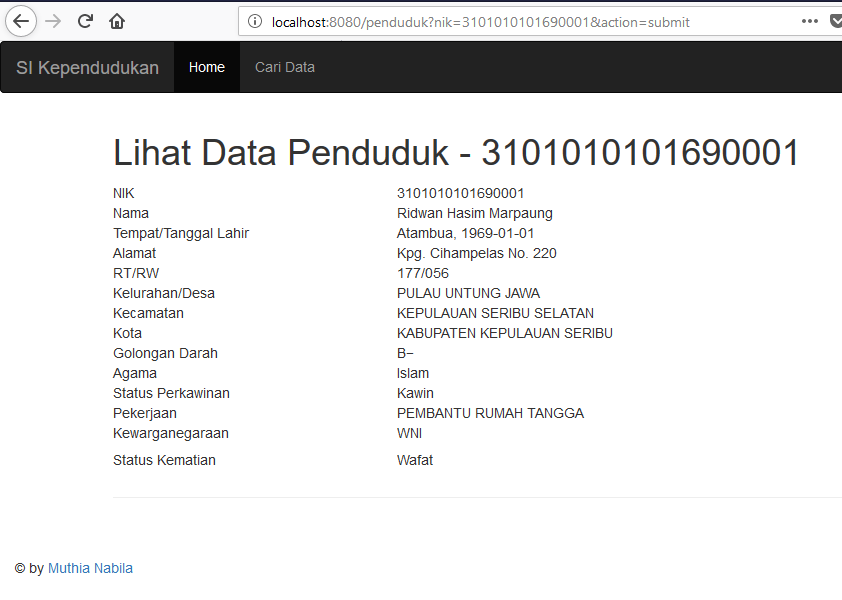 localhost:8080/penduduk?nik=3101010101690001&action=submit
SI Kependudukan Home Cari Data
Lihat Data Penduduk - 3101010101690001
NIK 3101010101690001
Nama Ridwan Hasim Marpaung
Tempat/Tanggal Lahir Atambua, 1969-01-01
Alamat Kpg. Cihampelas No. 220
RT/RW 177/056
Kelurahan/Desa PULAU UNTUNG JAWA
Kecamatan KEPULAUAN SERIBU SELATAN
Kota KABUPATEN KEPULAUAN SERIBU
Golongan Darah B−
Agama Islam
Status Perkawinan Kawin
Pekerjaan PEMBANTU RUMAH TANGGA
Kewarganegaraan WNI
Status Kematian Wafat
© by Muthia Nabila